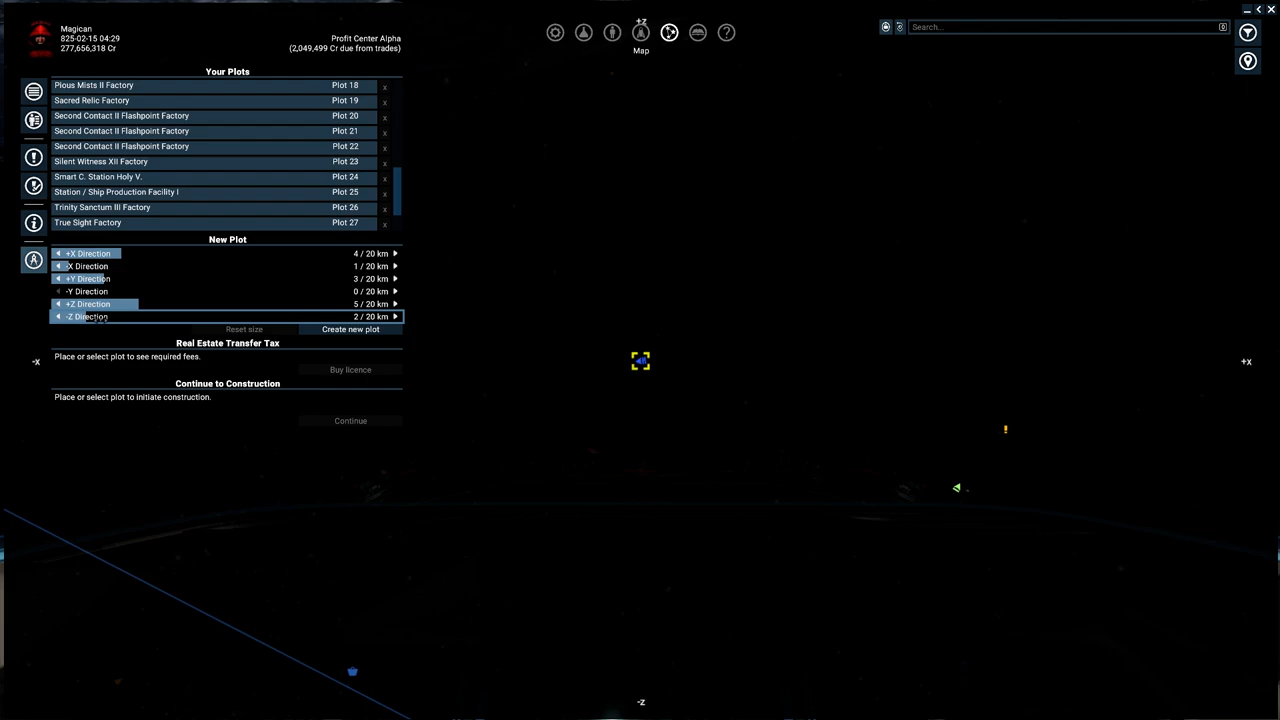 Magican
825-02-15 04:29
277,656,318 Cr
Profit Center Alpha
(2,049,499 Cr due from trades)
+Z
Map
Search...
Your Plots
Pious Mists II Factory Plot 18 x
Sacred Relic Factory Plot 19 x
Second Contact II Flashpoint Factory Plot 20 x
Second Contact II Flashpoint Factory Plot 21 x
Second Contact II Flashpoint Factory Plot 22 x
Silent Witness XII Factory Plot 23 x
Smart C. Station Holy V. Plot 24 x
Station / Ship Production Facility I Plot 25 x
Trinity Sanctum III Factory Plot 26 x
True Sight Factory Plot 27 x
New Plot
+X Direction 4 / 20 km
-X Direction 1 / 20 km
+Y Direction 3 / 20 km
-Y Direction 0 / 20 km
+Z Direction 5 / 20 km
-Z Direction 2 / 20 km
Reset size Create new plot
Real Estate Transfer Tax
Place or select plot to see required fees.
Buy licence
Continue to Construction
Place or select plot to initiate construction.
Continue
-X
+X
-Z